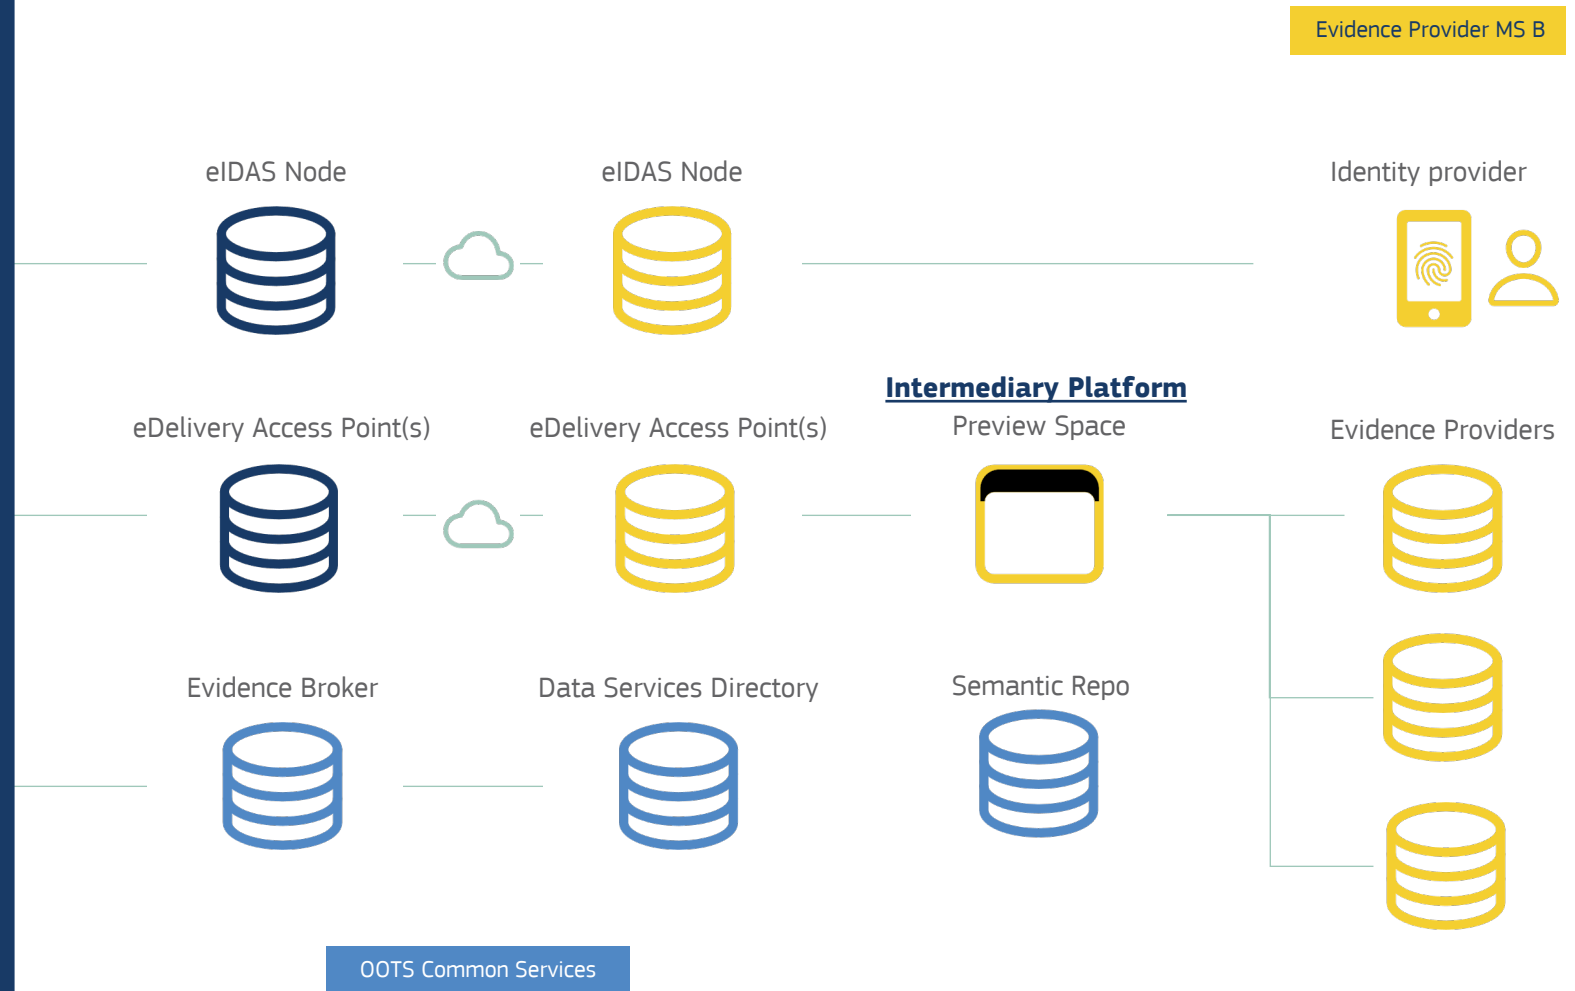 Evidence Provider MS B
eIDAS Node
eIDAS Node
Identity provider
Intermediary Platform
eDelivery Access Point(s)
eDelivery Access Point(s)
Preview Space
Evidence Providers
Evidence Broker
Data Services Directory
Semantic Repo
OOTS Common Services